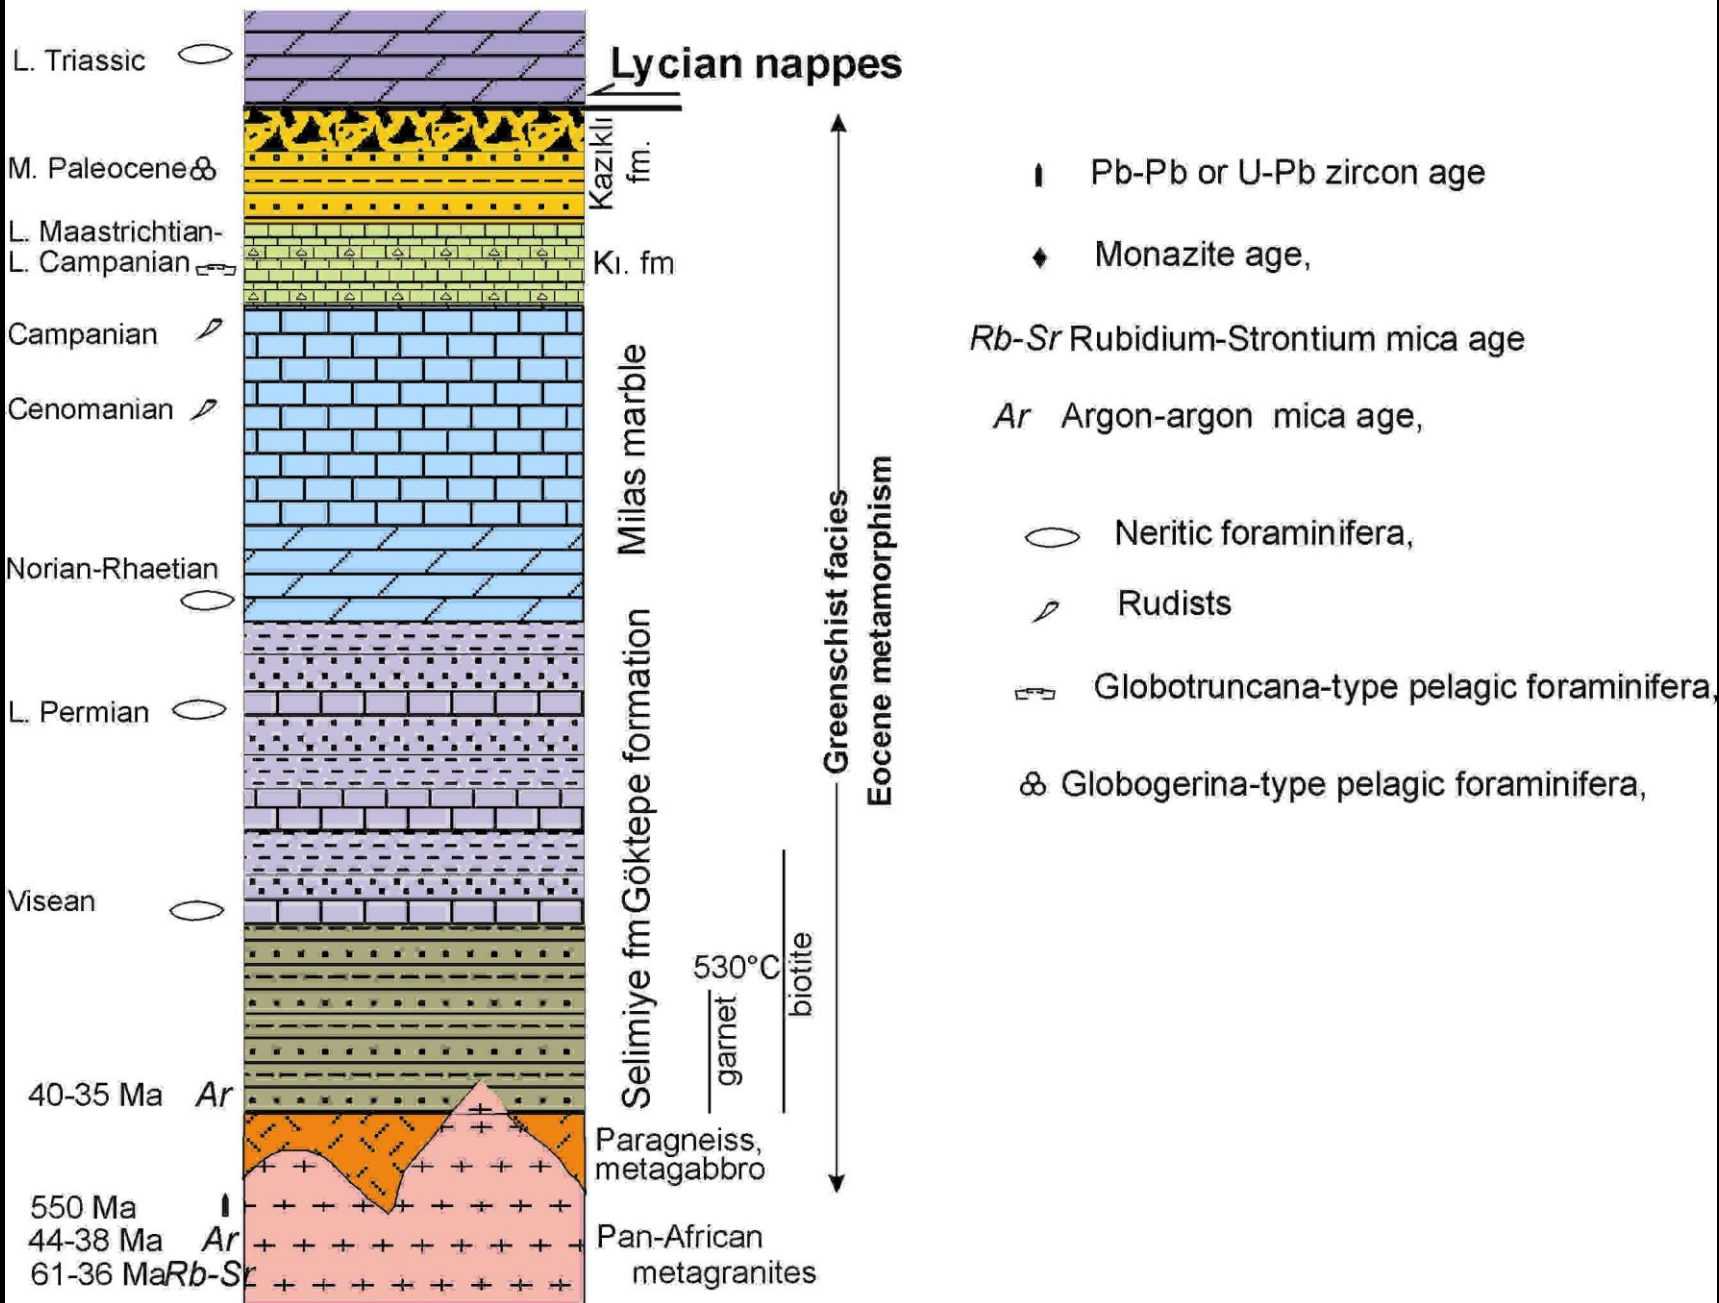 L. Triassic
Lycian nappes
Kazıklı
fm.
M. Paleocene
L. Maastrichtian-
L. Campanian
Kı. fm
Campanian
Cenomanian
Milas marble
Norian-Rhaetian
Göktepe formation
L. Permian
Visean
Selimiye fm
530°C
garnet
biotite
Greenschist facies
Eocene metamorphism
40-35 Ma Ar
Paragneiss,
metagabbro
550 Ma
44-38 Ma Ar
61-36 Ma Rb-Sr
Pan-African
metagranites
Pb-Pb or U-Pb zircon age
Monazite age,
Rb-Sr Rubidium-Strontium mica age
Ar Argon-argon mica age,
Neritic foraminifera,
Rudists
Globotruncana-type pelagic foraminifera,
Globogerina-type pelagic foraminifera,